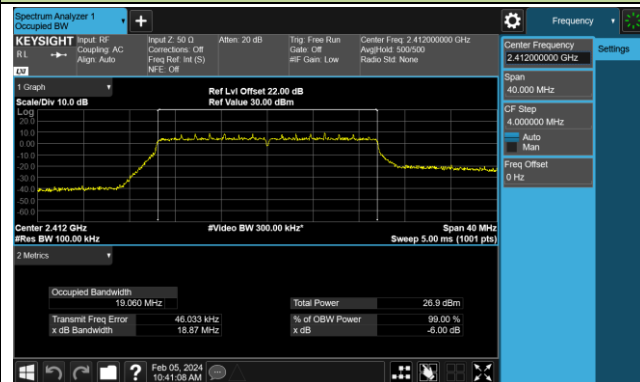 Spectrum Analyzer 1
Occupied BW
Frequency
KEYSIGHT
RL
Input: RF
Coupling: AC
Align: Auto
Input Z: 50 Ω
Corrections: Off
Freq Ref: Int (S)
NFE: Off
Atten: 20 dB
Trig: Free Run
Gate: Off
#IF Gain: Low
Center Freq: 2.412000000 GHz
Avg|Hold: 500/500
Radio Std: None
LXI
1 Graph
Scale/Div 10.0 dB
Ref Lvl Offset 22.00 dB
Ref Value 30.00 dBm
Log
20.0
10.0
0.00
-10.0
-20.0
-30.0
-40.0
-50.0
-60.0
Center 2.412 GHz
#Res BW 100.00 kHz
#Video BW 300.00 kHz*
Span 40 MHz
Sweep 5.00 ms (1001 pts)
2 Metrics
Occupied Bandwidth
19.060 MHz
Total Power 26.9 dBm
Transmit Freq Error 46.033 kHz
% of OBW Power 99.00 %
x dB Bandwidth 18.87 MHz
x dB -6.00 dB
Feb 05, 2024
10:41:08 AM
Center Frequency
2.412000000 GHz
Settings
Span
40.000 MHz
CF Step
4.000000 MHz
Auto
Man
Freq Offset
0 Hz